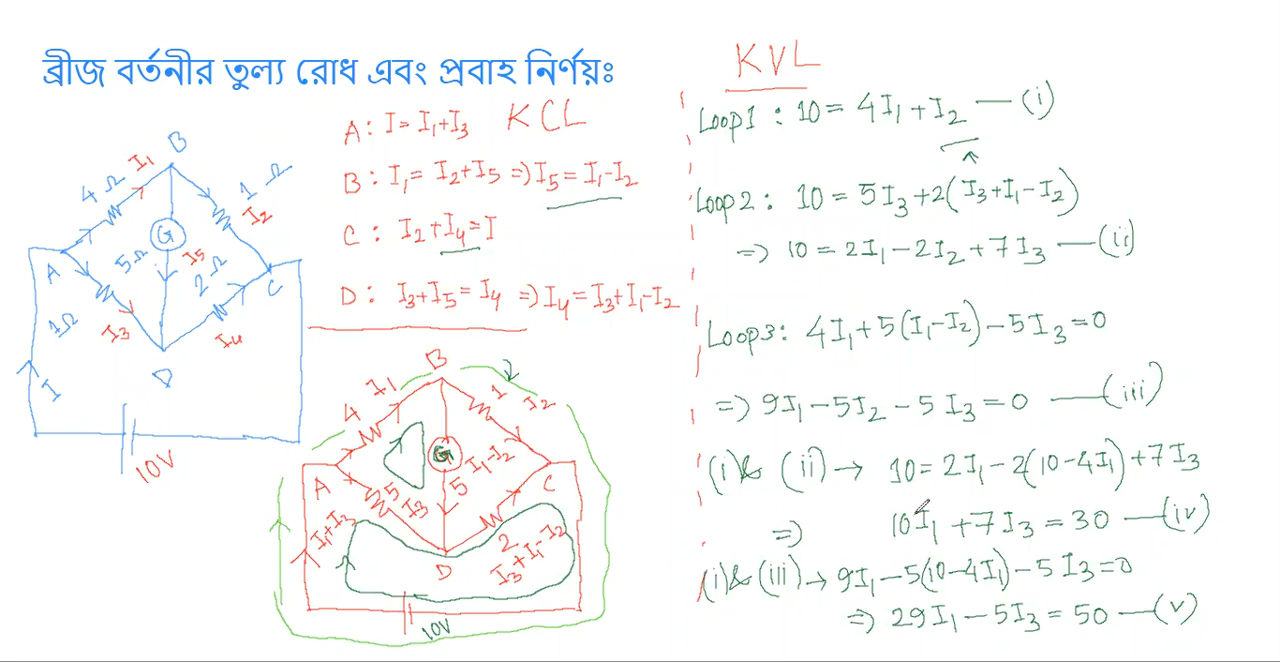 ব্রীজ বর্তনীর তুল্য রোধ এবং প্রবাহ নির্ণয়ঃ
A: I = I₁+I₃ KCL
B: I₁ = I₂+I₅ ⇒ I₅ = I₁-I₂
C: I₂+I₄ = I
D: I₃+I₅ = I₄ ⇒ I₄ = I₃+I₁-I₂
B
4 Ω I₁
1 Ω
I₂
G
5Ω I₅
A
2Ω
C
1Ω
I₃
I₄
D
I
10V
B
4 I₁
1 I₂
G
I₁-I₂
A
5 I₃
5
C
I₁+I₃
D
2
I₃+I₁-I₂
10V
KVL
Loop1: 10 = 4I₁+I₂ — (i)
Loop2: 10 = 5I₃+2(I₃+I₁-I₂)
⇒ 10 = 2I₁-2I₂+7I₃ — (ii)
Loop3: 4I₁+5(I₁-I₂)-5I₃=0
⇒ 9I₁-5I₂-5I₃=0 — (iii)
(i)&(ii) → 10=2I₁-2(10-4I₁)+7I₃
⇒ 10I₁+7I₃=30 — (iv)
(i)&(iii) → 9I₁-5(10-4I₁)-5I₃=0
⇒ 29I₁-5I₃=50 — (v)